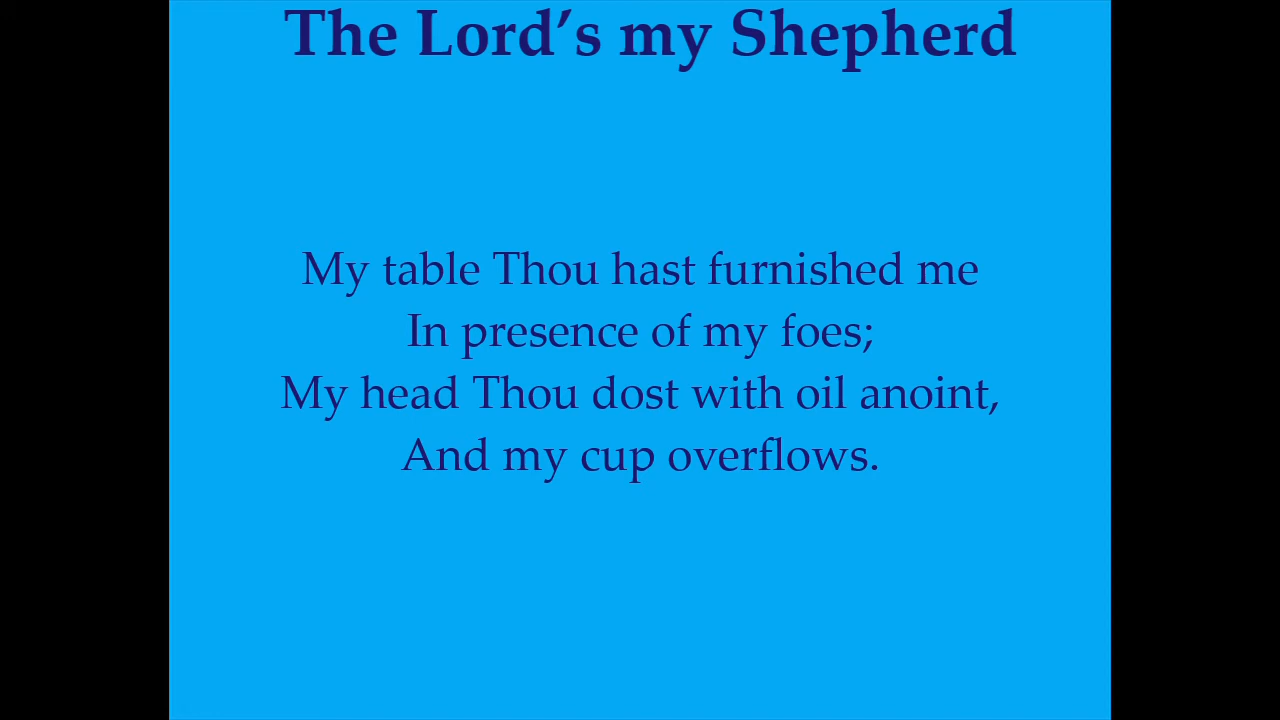 The Lord’s my Shepherd
My table Thou hast furnished me
In presence of my foes;
My head Thou dost with oil anoint,
And my cup overflows.